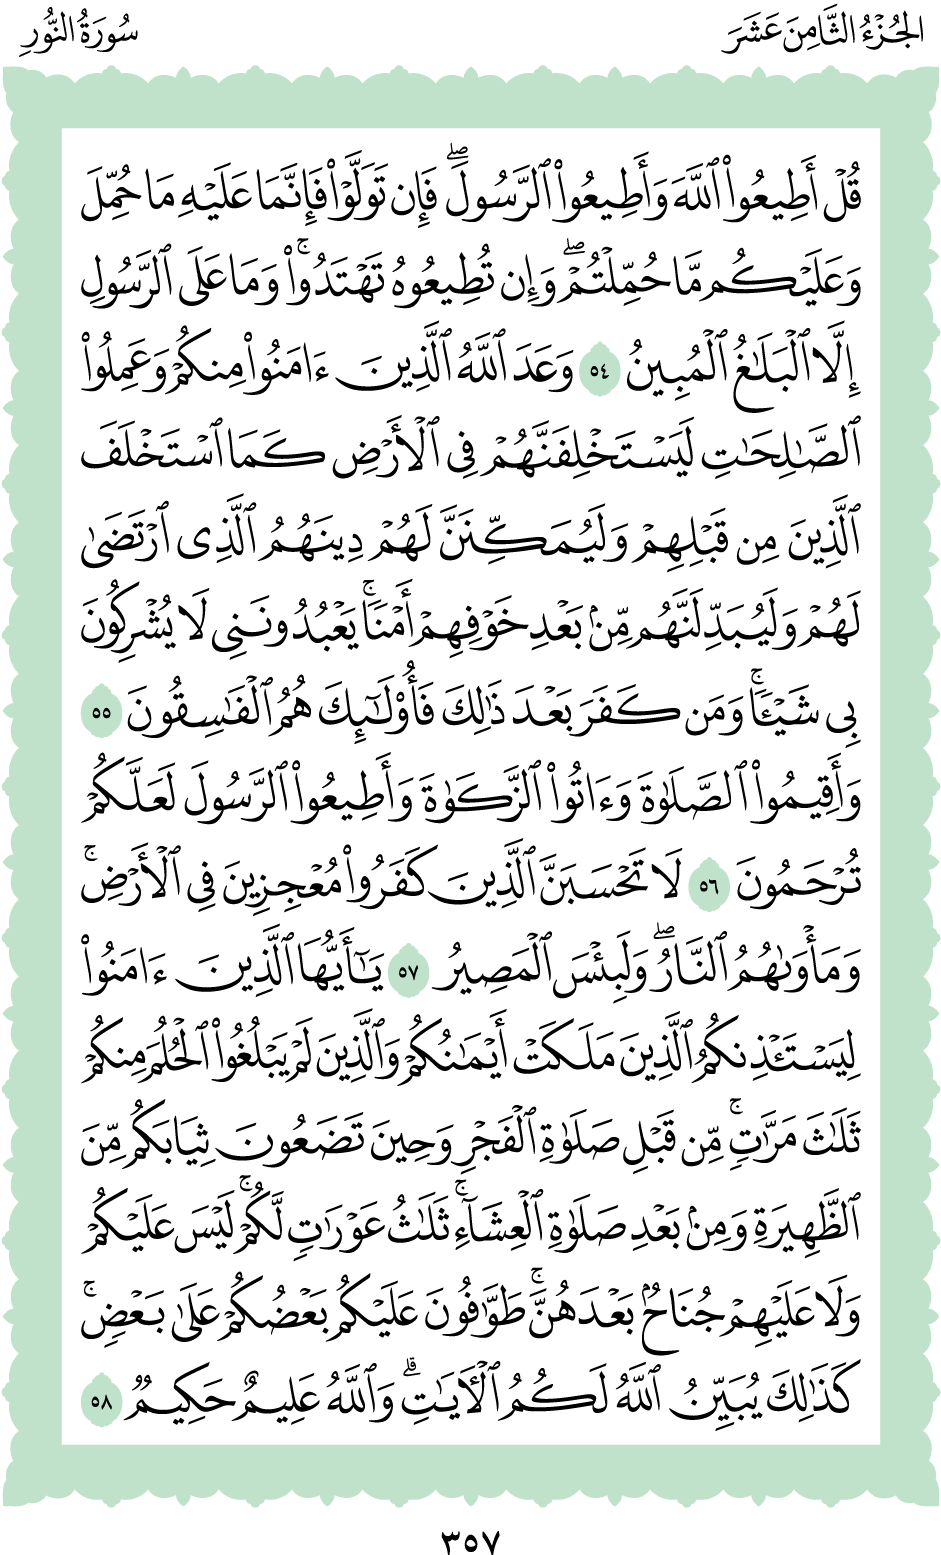 الجُزْءُ الثَّامِنَ عَشَرَ
سُورَةُ النُّورِ
قُلْ أَطِيعُوا۟ ٱللَّهَ وَأَطِيعُوا۟ ٱلرَّسُولَۖ فَإِن تَوَلَّوْا۟ فَإِنَّمَا عَلَيْهِ مَا حُمِّلَ
وَعَلَيْكُم مَّا حُمِّلْتُمْۖ وَإِن تُطِيعُوهُ تَهْتَدُوا۟ۚ وَمَا عَلَى ٱلرَّسُولِ
إِلَّا ٱلْبَلَٰغُ ٱلْمُبِينُ ٥٤ وَعَدَ ٱللَّهُ ٱلَّذِينَ ءَامَنُوا۟ مِنكُمْ وَعَمِلُوا۟
ٱلصَّٰلِحَٰتِ لَيَسْتَخْلِفَنَّهُمْ فِى ٱلْأَرْضِ كَمَا ٱسْتَخْلَفَ
ٱلَّذِينَ مِن قَبْلِهِمْ وَلَيُمَكِّنَنَّ لَهُمْ دِينَهُمُ ٱلَّذِى ٱرْتَضَىٰ
لَهُمْ وَلَيُبَدِّلَنَّهُم مِّنۢ بَعْدِ خَوْفِهِمْ أَمْنًاۚ يَعْبُدُونَنِى لَا يُشْرِكُونَ
بِى شَيْـًٔاۚ وَمَن كَفَرَ بَعْدَ ذَٰلِكَ فَأُو۟لَٰٓئِكَ هُمُ ٱلْفَٰسِقُونَ ٥٥
وَأَقِيمُوا۟ ٱلصَّلَوٰةَ وَءَاتُوا۟ ٱلزَّكَوٰةَ وَأَطِيعُوا۟ ٱلرَّسُولَ لَعَلَّكُمْ
تُرْحَمُونَ ٥٦ لَا تَحْسَبَنَّ ٱلَّذِينَ كَفَرُوا۟ مُعْجِزِينَ فِى ٱلْأَرْضِۚ
وَمَأْوَىٰهُمُ ٱلنَّارُۖ وَلَبِئْسَ ٱلْمَصِيرُ ٥٧ يَٰٓأَيُّهَا ٱلَّذِينَ ءَامَنُوا۟
لِيَسْتَـْٔذِنكُمُ ٱلَّذِينَ مَلَكَتْ أَيْمَٰنُكُمْ وَٱلَّذِينَ لَمْ يَبْلُغُوا۟ ٱلْحُلُمَ مِنكُمْ
ثَلَٰثَ مَرَّٰتٍۚ مِّن قَبْلِ صَلَوٰةِ ٱلْفَجْرِ وَحِينَ تَضَعُونَ ثِيَابَكُم مِّنَ
ٱلظَّهِيرَةِ وَمِنۢ بَعْدِ صَلَوٰةِ ٱلْعِشَآءِۚ ثَلَٰثُ عَوْرَٰتٍ لَّكُمْۚ لَيْسَ عَلَيْكُمْ
وَلَا عَلَيْهِمْ جُنَاحٌۢ بَعْدَهُنَّۚ طَوَّٰفُونَ عَلَيْكُم بَعْضُكُمْ عَلَىٰ بَعْضٍۚ
كَذَٰلِكَ يُبَيِّنُ ٱللَّهُ لَكُمُ ٱلْءَايَٰتِۗ وَٱللَّهُ عَلِيمٌ حَكِيمٌ ٥٨
٣٥٧